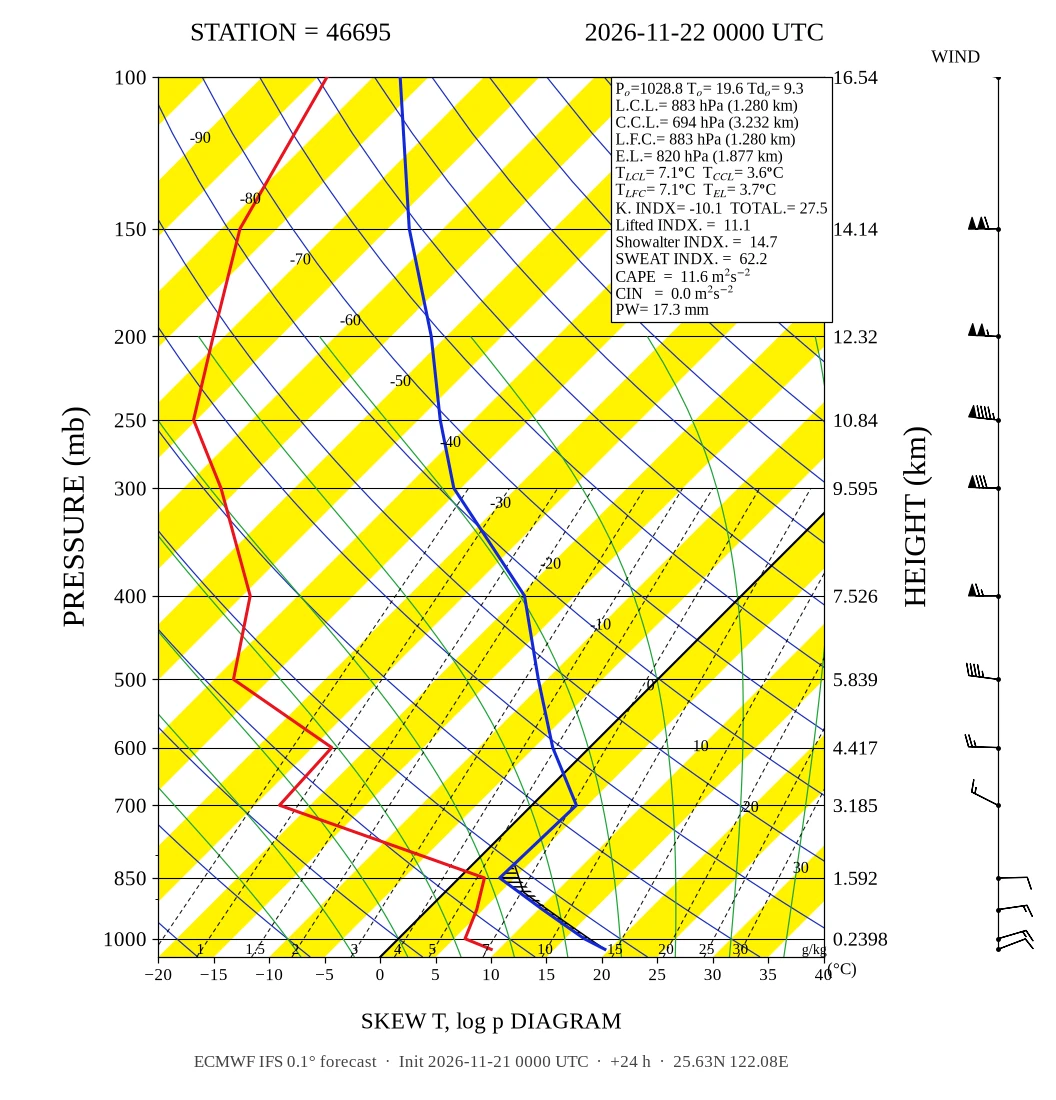 STATION = 46695 2026-11-22 0000 UTC
WIND
100 16.54
P₀=1028.8 T₀= 19.6 Td₀= 9.3
L.C.L.= 883 hPa (1.280 km)
C.C.L.= 694 hPa (3.232 km)
L.F.C.= 883 hPa (1.280 km)
E.L.= 820 hPa (1.877 km)
T_LCL= 7.1°C T_CCL= 3.6°C
T_LFC= 7.1°C T_EL= 3.7°C
K. INDX= -10.1 TOTAL.= 27.5
Lifted INDX. = 11.1
Showalter INDX. = 14.7
SWEAT INDX. = 62.2
CAPE = 11.6 m²s⁻²
CIN = 0.0 m²s⁻²
PW= 17.3 mm
-90
-80
150 14.14
-70
-60
200 12.32
-50
250 10.84
-40
300 9.595
-30
-20
400 7.526
-10
500 5.839
0
10
600 4.417
700 20 3.185
30
850 1.592
1000 0.2398
1 1.5 2 3 4 5 7 10 15 20 25 30 g/kg
−20 −15 −10 −5 0 5 10 15 20 25 30 35 40 (°C)
PRESSURE (mb)
HEIGHT (km)
SKEW T, log p DIAGRAM
ECMWF IFS 0.1° forecast · Init 2026-11-21 0000 UTC · +24 h · 25.63N 122.08E